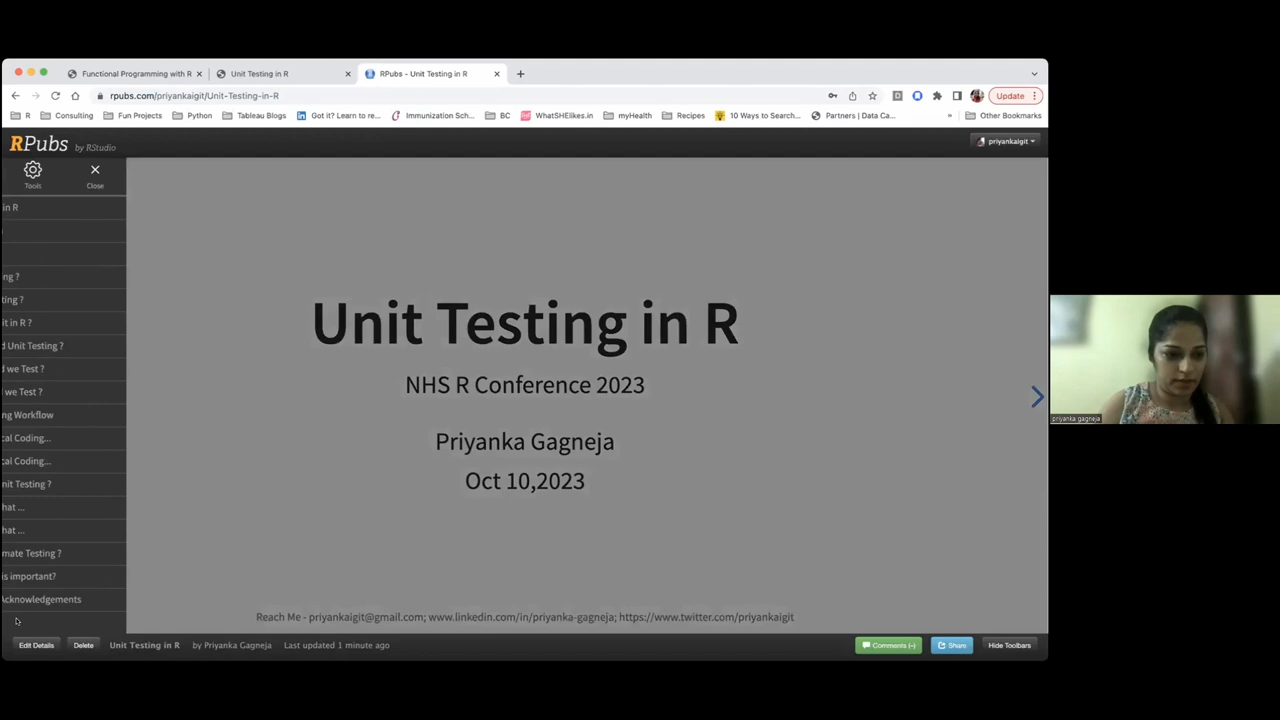 Functional Programming with R
Unit Testing in R
RPubs - Unit Testing in R
rpubs.com/priyankaigit/Unit-Testing-in-R
Update
R
Consulting
Fun Projects
Python
Tableau Blogs
Got it? Learn to re...
Immunization Sch...
BC
WhatSHElikes.in
myHealth
Recipes
10 Ways to Search...
Partners | Data Ca...
»
Other Bookmarks
RPubs by RStudio
priyankaigit
Tools
Close
in R
ng ?
ting ?
it in R ?
d Unit Testing ?
d we Test ?
d we Test ?
ng Workflow
cal Coding...
cal Coding...
nit Testing ?
hat ...
hat ...
mate Testing ?
is important?
Acknowledgements
Unit Testing in R
NHS R Conference 2023
Priyanka Gagneja
Oct 10,2023
Reach Me - priyankaigit@gmail.com; www.linkedin.com/in/priyanka-gagneja; https://www.twitter.com/priyankaigit
Edit Details
Delete
Unit Testing in R
by Priyanka Gagneja
Last updated 1 minute ago
Comments (–)
Share
Hide Toolbars
priyanka gagneja